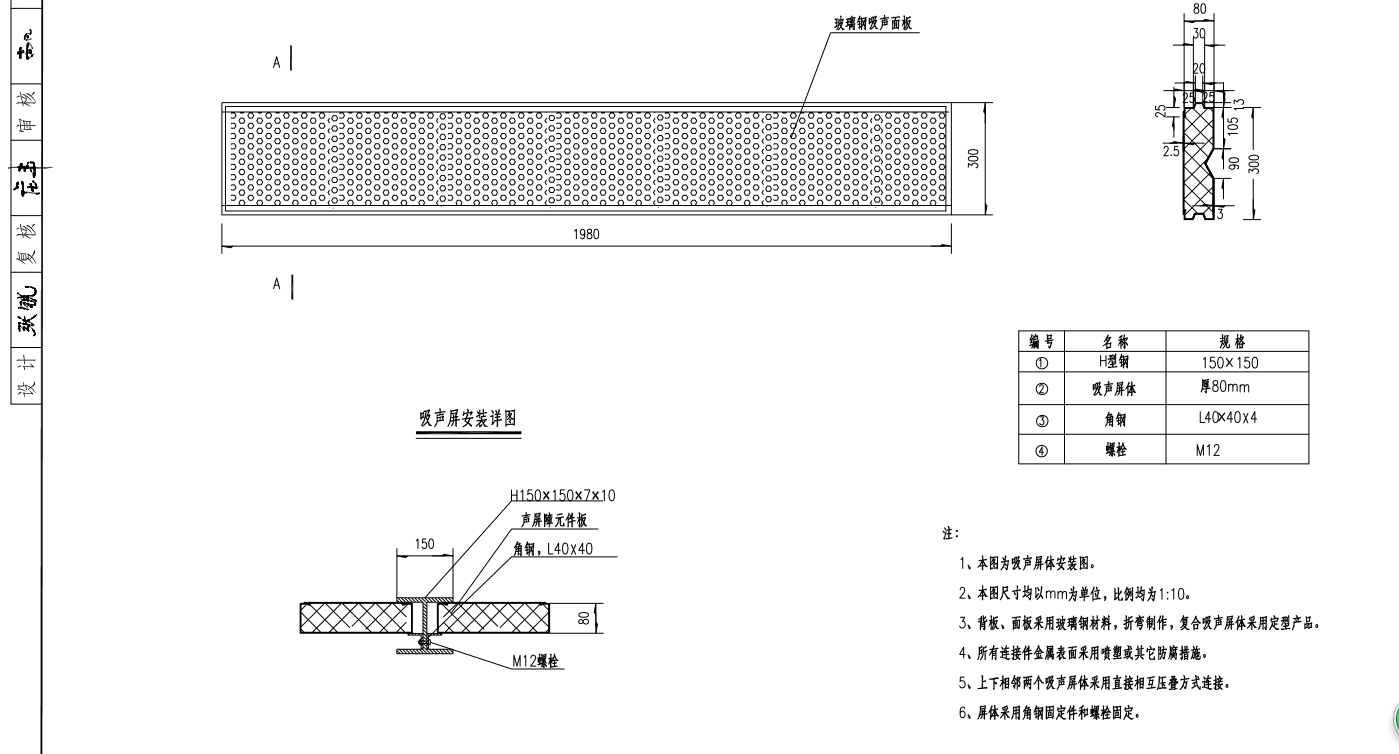 玻璃钢吸声面板
A
300
1980
A
80
30
20
25
25
25
13
105
2.5
90
300
3
审核
复核
设计
编号 名称 规格
① H型钢 150×150
② 吸声屏体 厚80mm
③ 角钢 L40×40×4
④ 螺栓 M12
吸声屏安装详图
H150×150×7×10
声屏障元件板
角钢，L40×40
150
80
M12螺栓
注：
1、本图为吸声屏体安装图。
2、本图尺寸均以mm为单位，比例均为1:10。
3、背板、面板采用玻璃钢材料，折弯制作，复合吸声屏体采用定型产品。
4、所有连接件金属表面采用喷塑或其它防腐措施。
5、上下相邻两个吸声屏体采用直接相互压叠方式连接。
6、屏体采用角钢固定件和螺栓固定。